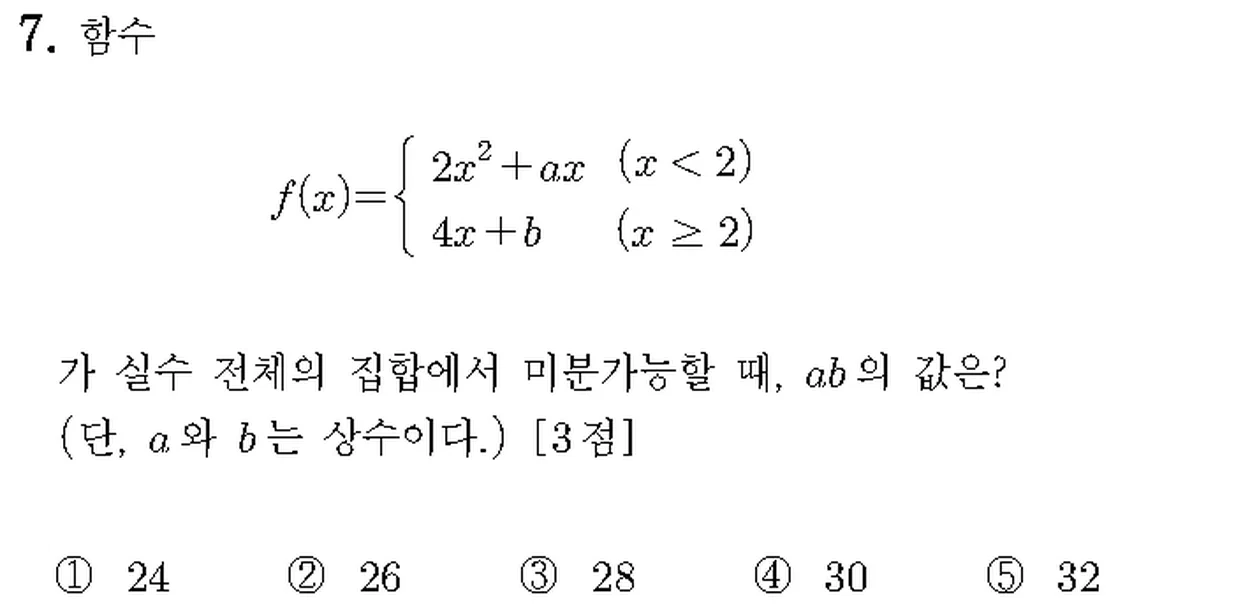 7. 함수
f(x)={ 2x²+ax (x < 2)
4x+b (x ≥ 2)
가 실수 전체의 집합에서 미분가능할 때, ab의 값은?
(단, a와 b는 상수이다.) [3점]
① 24 ② 26 ③ 28 ④ 30 ⑤ 32